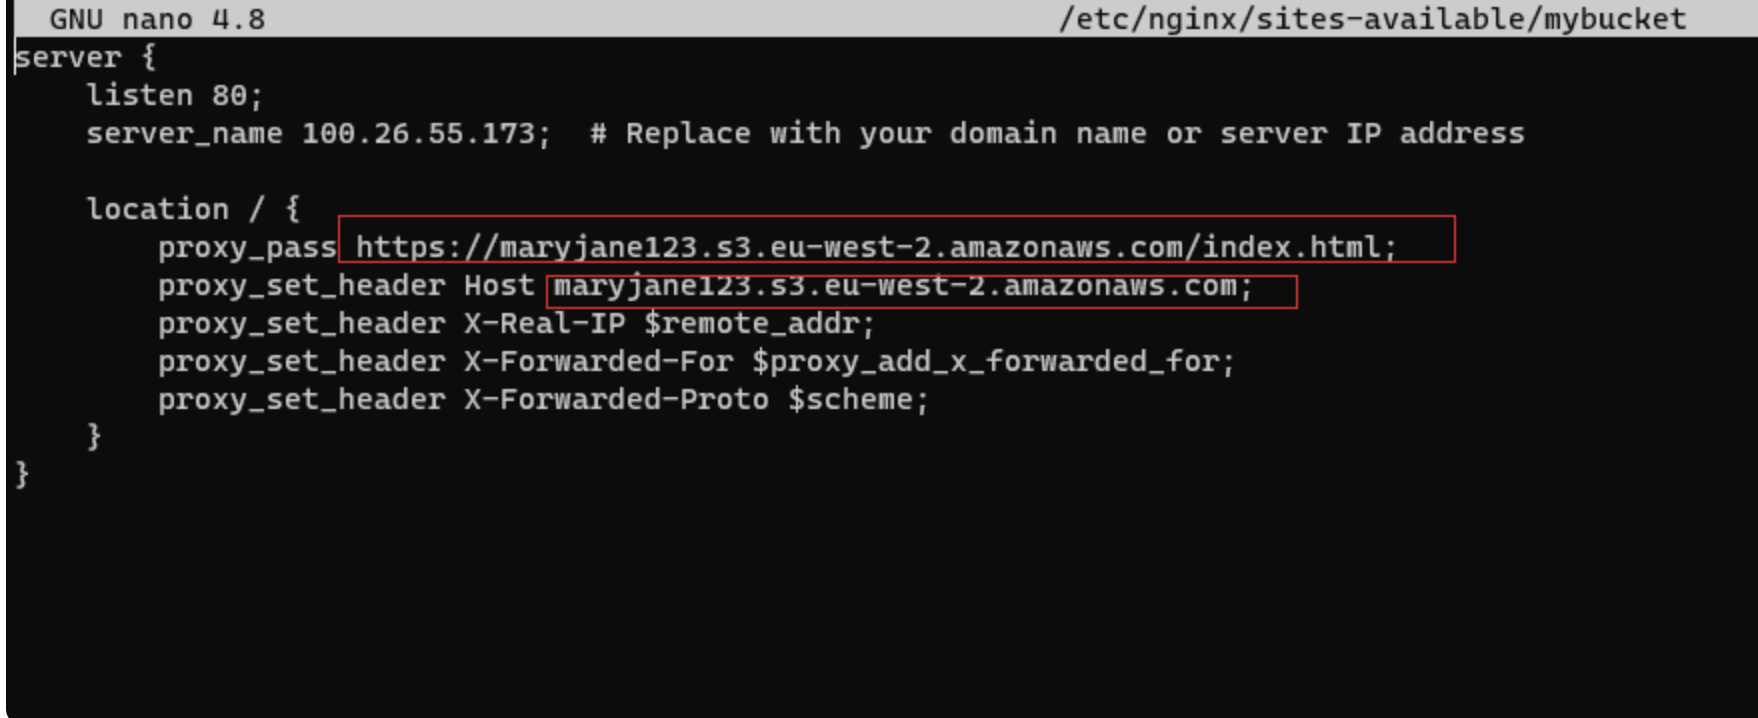 GNU nano 4.8 /etc/nginx/sites-available/mybucket
server {
listen 80;
server_name 100.26.55.173; # Replace with your domain name or server IP address
location / {
proxy_pass https://maryjane123.s3.eu-west-2.amazonaws.com/index.html;
proxy_set_header Host maryjane123.s3.eu-west-2.amazonaws.com;
proxy_set_header X-Real-IP $remote_addr;
proxy_set_header X-Forwarded-For $proxy_add_x_forwarded_for;
proxy_set_header X-Forwarded-Proto $scheme;
}
}